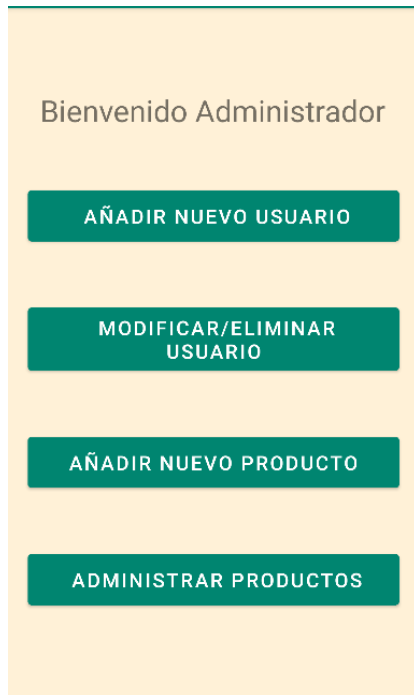 Bienvenido Administrador
AÑADIR NUEVO USUARIO
MODIFICAR/ELIMINAR
USUARIO
AÑADIR NUEVO PRODUCTO
ADMINISTRAR PRODUCTOS